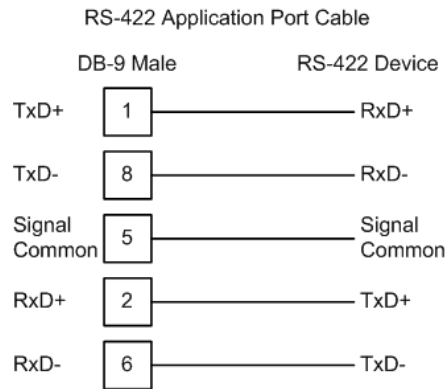 RS-422 Application Port Cable
DB-9 Male RS-422 Device
TxD+ 1 RxD+
TxD- 8 RxD-
Signal Common 5 Signal Common
RxD+ 2 TxD+
RxD- 6 TxD-